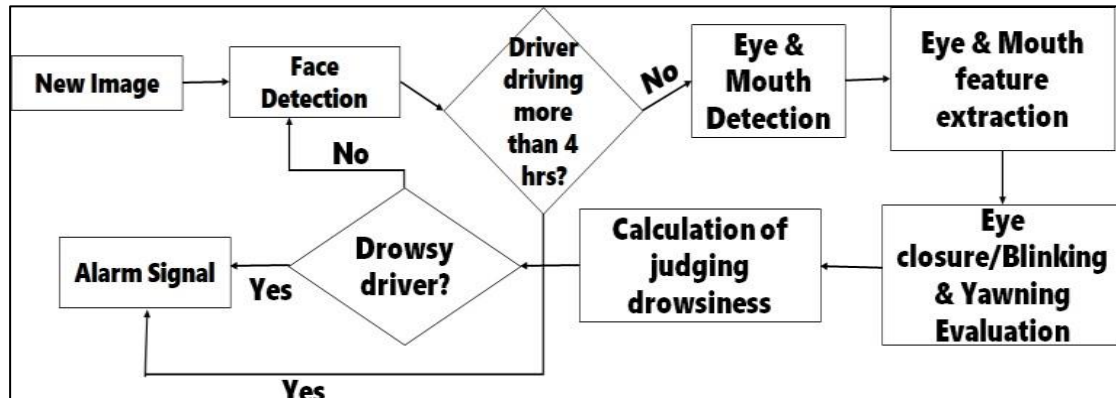 New Image
Face
Detection
Driver
driving
more
than 4
hrs?
No
Eye &
Mouth
Detection
Eye & Mouth
feature
extraction
Eye
closure/Blinking
& Yawning
Evaluation
Calculation of
judging
drowsiness
Drowsy
driver?
No
Yes
Alarm Signal
Yes